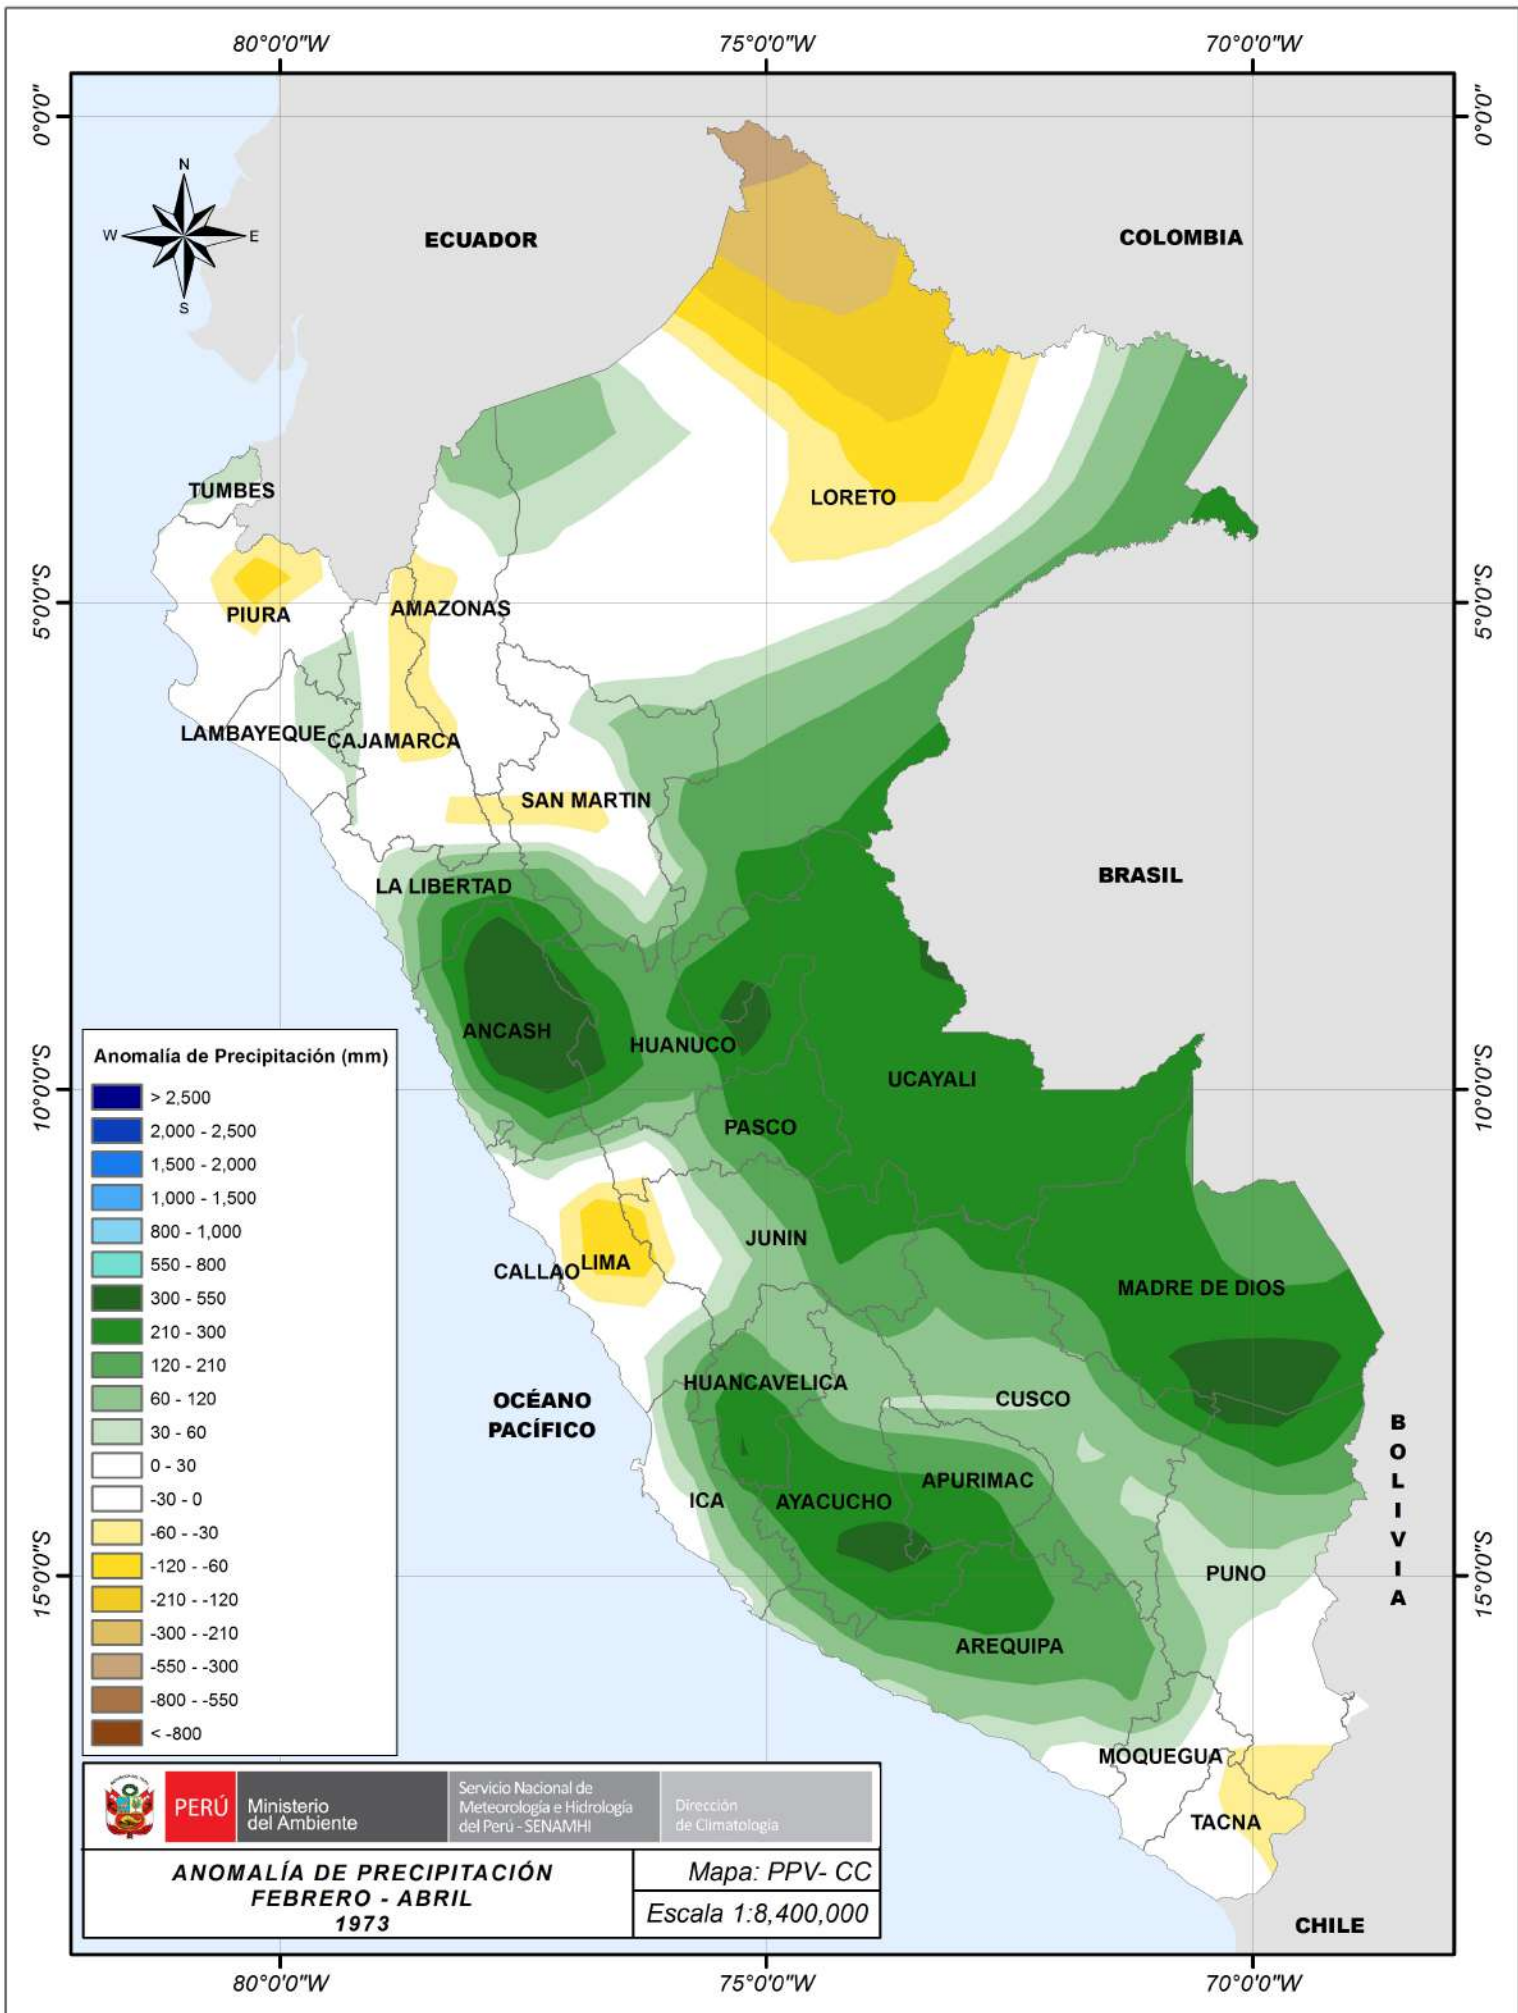 80°0'0"W 75°0'0"W 70°0'0"W
0°0'0" 0°0'0"
N
W E
S
ECUADOR
COLOMBIA
TUMBES
LORETO
5°0'0"S 5°0'0"S
AMAZONAS
PIURA
LAMBAYEQUE
CAJAMARCA
SAN MARTIN
BRASIL
LA LIBERTAD
ANCASH
HUANUCO
UCAYALI
10°0'0"S 10°0'0"S
PASCO
JUNIN
CALLAO
LIMA
MADRE DE DIOS
HUANCAVELICA
CUSCO
OCÉANO
PACÍFICO
BOLIVIA
APURIMAC
ICA
AYACUCHO
PUNO
15°0'0"S 15°0'0"S
AREQUIPA
MOQUEGUA
TACNA
CHILE
Anomalía de Precipitación (mm)
> 2,500
2,000 - 2,500
1,500 - 2,000
1,000 - 1,500
800 - 1,000
550 - 800
300 - 550
210 - 300
120 - 210
60 - 120
30 - 60
0 - 30
-30 - 0
-60 - -30
-120 - -60
-210 - -120
-300 - -210
-550 - -300
-800 - -550
< -800
PERÚ
Ministerio
del Ambiente
Servicio Nacional de
Meteorología e Hidrología
del Perú - SENAMHI
Dirección
de Climatología
ANOMALÍA DE PRECIPITACIÓN
FEBRERO - ABRIL
1973
Mapa: PPV- CC
Escala 1:8,400,000
80°0'0"W 75°0'0"W 70°0'0"W